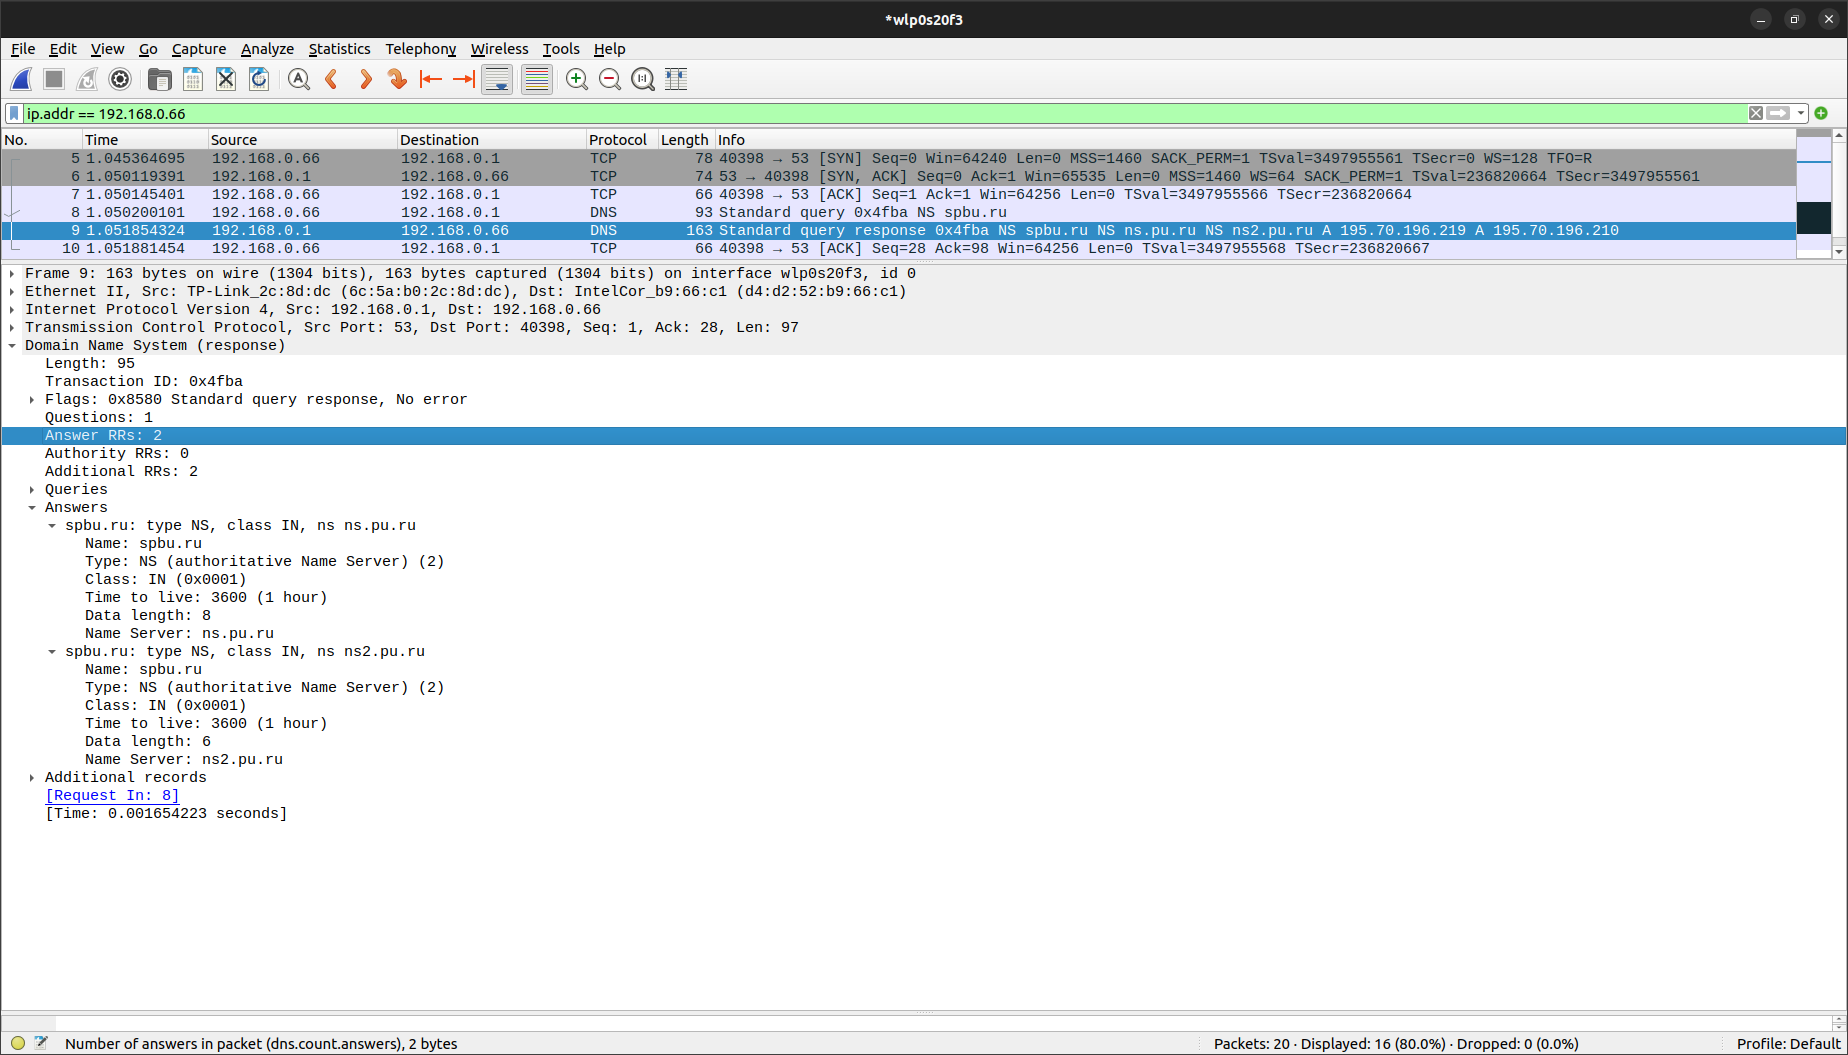 *wlp0s20f3
File Edit View Go Capture Analyze Statistics Telephony Wireless Tools Help
ip.addr == 192.168.0.66
No. Time Source Destination Protocol Length Info
5 1.045364695 192.168.0.66 192.168.0.1 TCP 78 40398 → 53 [SYN] Seq=0 Win=64240 Len=0 MSS=1460 SACK_PERM=1 TSval=3497955561 TSecr=0 WS=128 TFO=R
6 1.050119391 192.168.0.1 192.168.0.66 TCP 74 53 → 40398 [SYN, ACK] Seq=0 Ack=1 Win=65535 Len=0 MSS=1460 WS=64 SACK_PERM=1 TSval=236820664 TSecr=3497955561
7 1.050145401 192.168.0.66 192.168.0.1 TCP 66 40398 → 53 [ACK] Seq=1 Ack=1 Win=64256 Len=0 TSval=3497955566 TSecr=236820664
8 1.050200101 192.168.0.66 192.168.0.1 DNS 93 Standard query 0x4fba NS spbu.ru
9 1.051854324 192.168.0.1 192.168.0.66 DNS 163 Standard query response 0x4fba NS spbu.ru NS ns.pu.ru NS ns2.pu.ru A 195.70.196.219 A 195.70.196.210
10 1.051881454 192.168.0.66 192.168.0.1 TCP 66 40398 → 53 [ACK] Seq=28 Ack=98 Win=64256 Len=0 TSval=3497955568 TSecr=236820667
Frame 9: 163 bytes on wire (1304 bits), 163 bytes captured (1304 bits) on interface wlp0s20f3, id 0
Ethernet II, Src: TP-Link_2c:8d:dc (6c:5a:b0:2c:8d:dc), Dst: IntelCor_b9:66:c1 (d4:d2:52:b9:66:c1)
Internet Protocol Version 4, Src: 192.168.0.1, Dst: 192.168.0.66
Transmission Control Protocol, Src Port: 53, Dst Port: 40398, Seq: 1, Ack: 28, Len: 97
Domain Name System (response)
Length: 95
Transaction ID: 0x4fba
Flags: 0x8580 Standard query response, No error
Questions: 1
Answer RRs: 2
Authority RRs: 0
Additional RRs: 2
Queries
Answers
spbu.ru: type NS, class IN, ns ns.pu.ru
Name: spbu.ru
Type: NS (authoritative Name Server) (2)
Class: IN (0x0001)
Time to live: 3600 (1 hour)
Data length: 8
Name Server: ns.pu.ru
spbu.ru: type NS, class IN, ns ns2.pu.ru
Name: spbu.ru
Type: NS (authoritative Name Server) (2)
Class: IN (0x0001)
Time to live: 3600 (1 hour)
Data length: 6
Name Server: ns2.pu.ru
Additional records
[Request In: 8]
[Time: 0.001654223 seconds]
Number of answers in packet (dns.count.answers), 2 bytes Packets: 20 · Displayed: 16 (80.0%) · Dropped: 0 (0.0%) Profile: Default